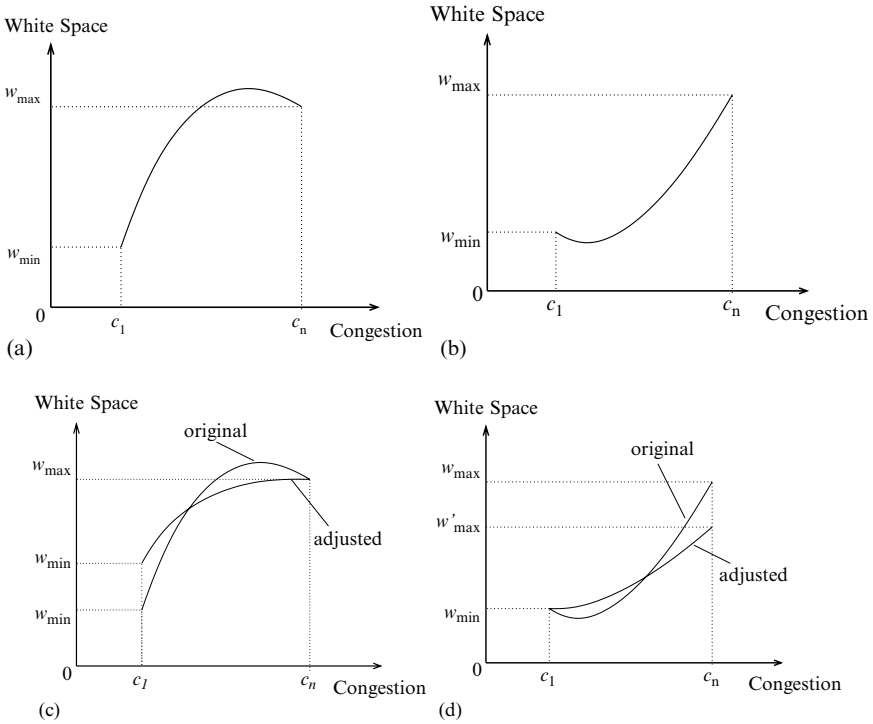 White Space
w_max
w_min
0
c_1
c_n
Congestion
(a)
White Space
w_max
w_min
0
c_1
c_n
Congestion
(b)
White Space
original
w_max
adjusted
w_min
w_min
0
c_1
c_n
Congestion
(c)
White Space
original
w_max
w'_max
adjusted
w_min
0
c_1
c_n
Congestion
(d)